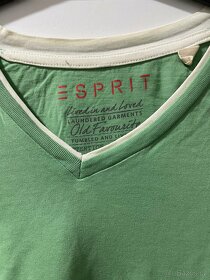 ESPRIT
Lived in and Loved
LAUNDERED GARMENTS
Old Favourite
TUMBLED AND